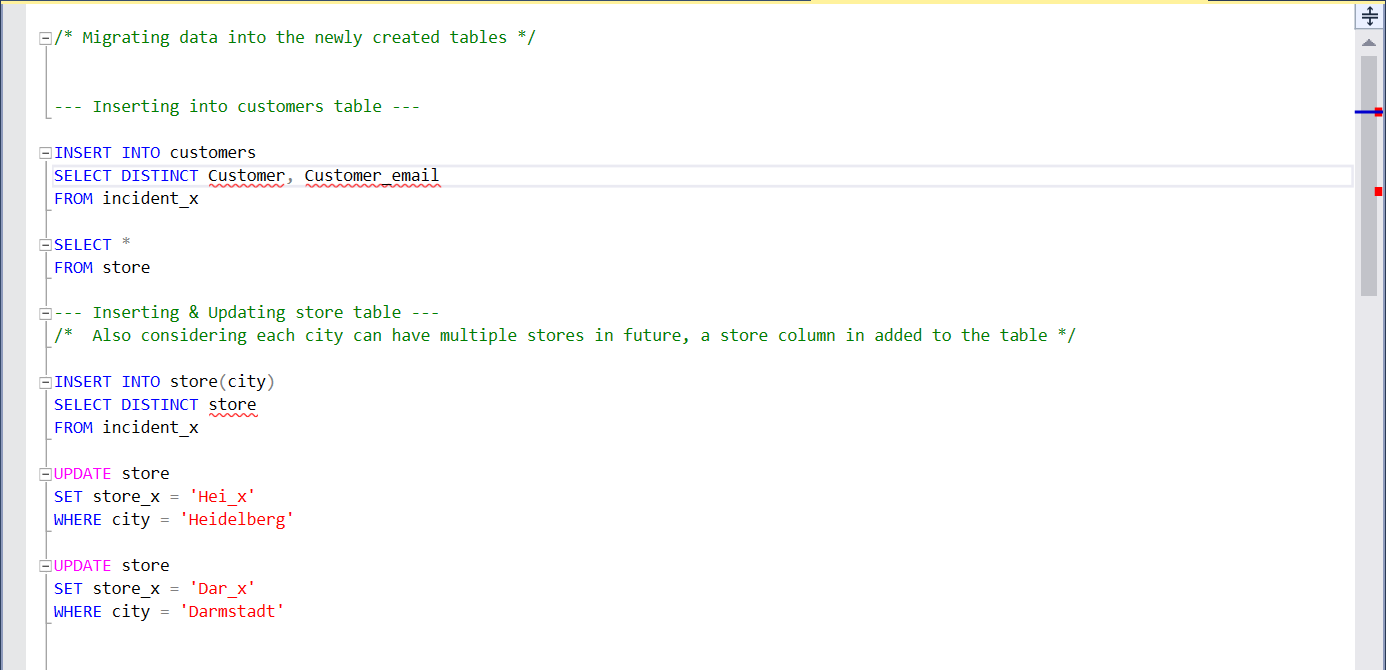 /* Migrating data into the newly created tables */
--- Inserting into customers table ---
INSERT INTO customers
SELECT DISTINCT Customer, Customer_email
FROM incident_x
SELECT *
FROM store
--- Inserting & Updating store table ---
/*  Also considering each city can have multiple stores in future, a store column in added to the table */
INSERT INTO store(city)
SELECT DISTINCT store
FROM incident_x
UPDATE store
SET store_x = 'Hei_x'
WHERE city = 'Heidelberg'
UPDATE store
SET store_x = 'Dar_x'
WHERE city = 'Darmstadt'